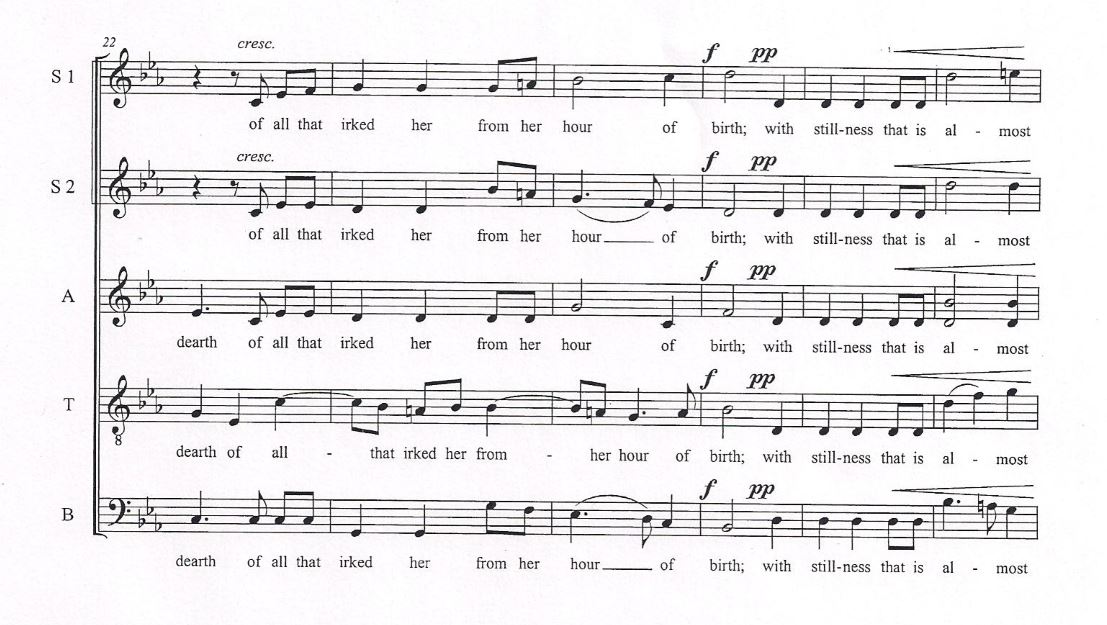 22
cresc.
f pp
S 1
of all that irked her from her hour of birth; with still-ness that is al - most
cresc.
f pp
S 2
of all that irked her from her hour____ of birth; with still-ness that is al - most
f pp
A
dearth of all that irked her from her hour of birth; with still-ness that is al - most
f pp
T
8
dearth of all - that irked her from - her hour of birth; with still-ness that is al - most
f pp
B
dearth of all that irked her from her hour____ of birth; with still-ness that is al - most